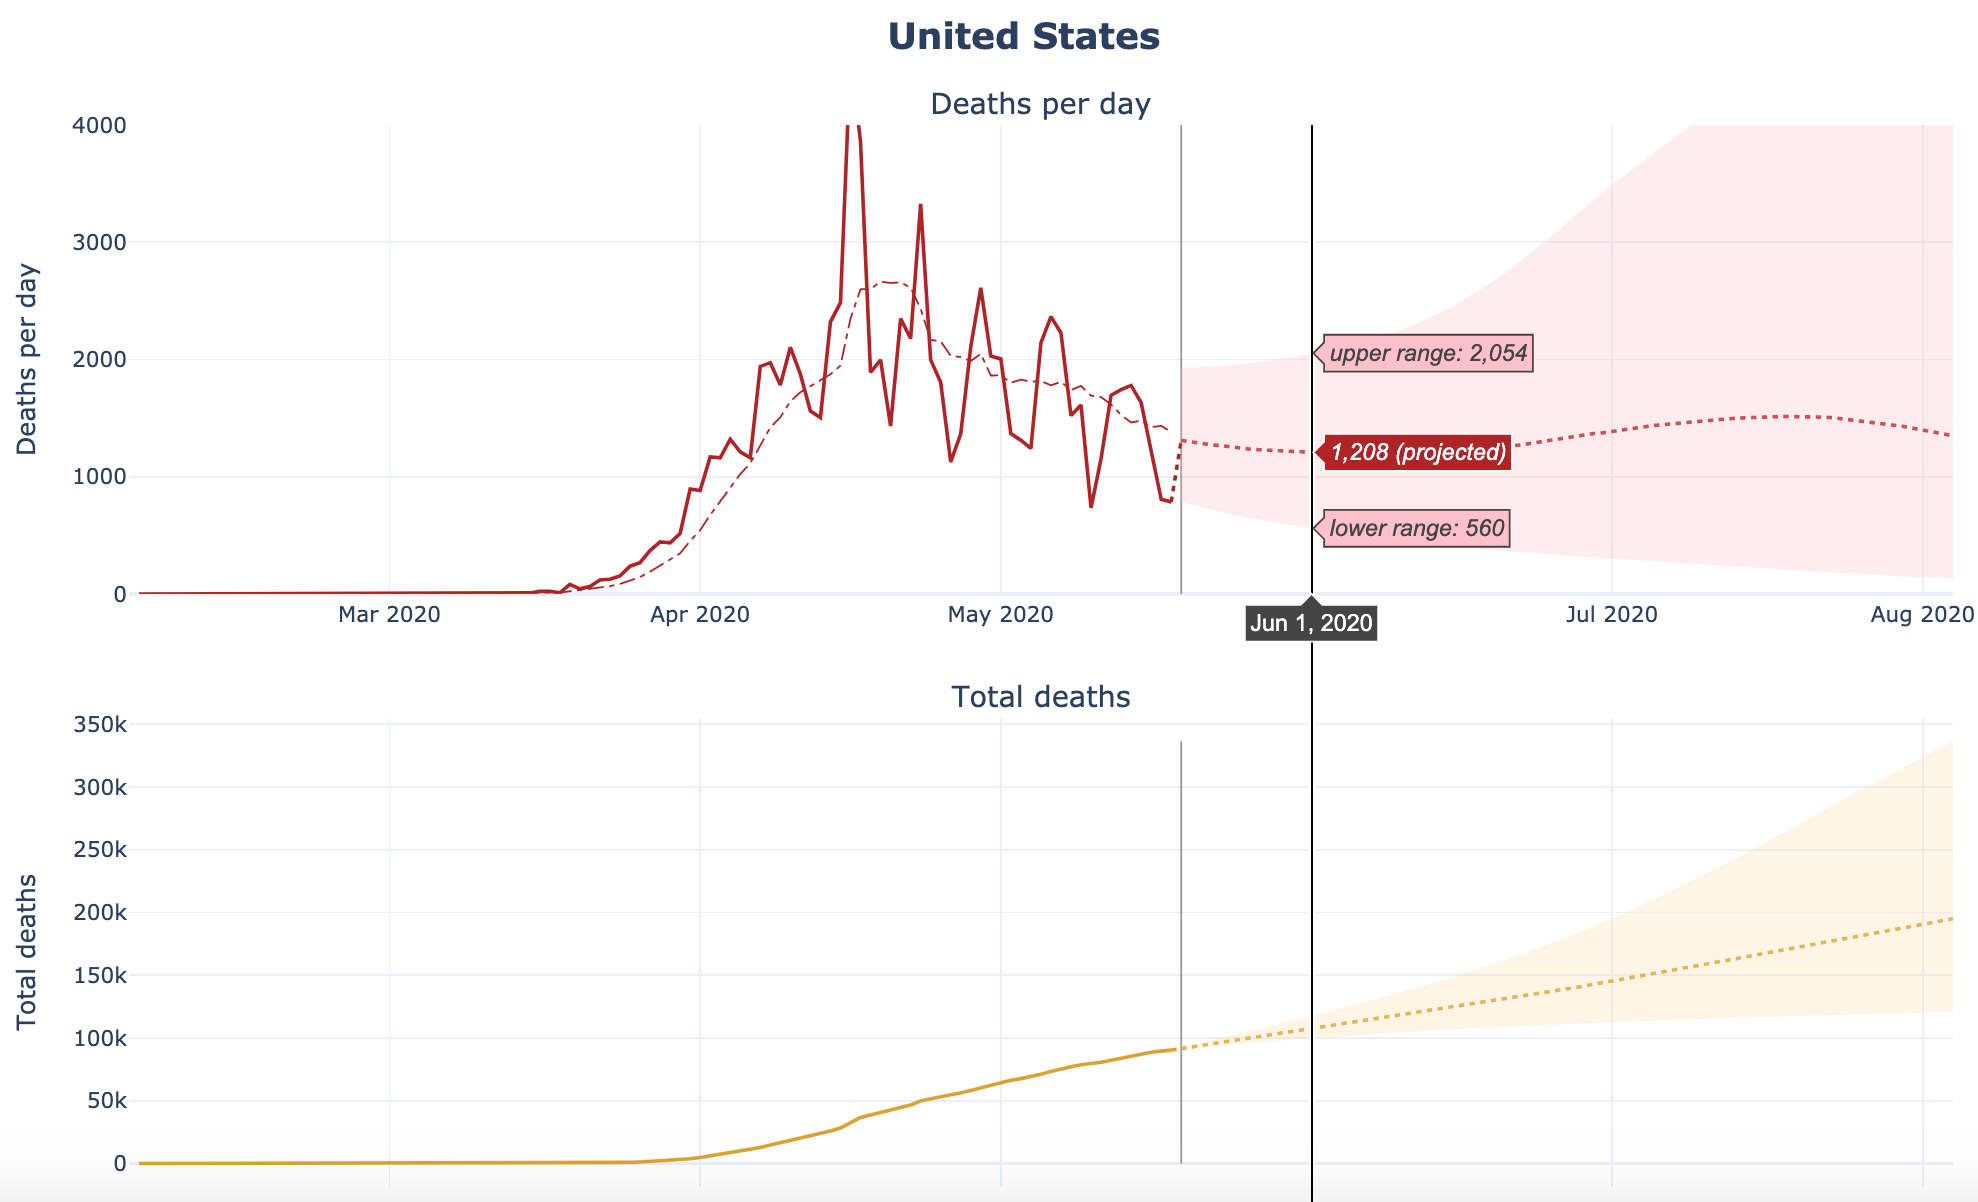 United States
Deaths per day
Deaths per day
4000
3000
2000
1000
0
upper range: 2,054
1,208 (projected)
lower range: 560
Mar 2020
Apr 2020
May 2020
Jun 1, 2020
Jul 2020
Aug 2020
Total deaths
Total deaths
350k
300k
250k
200k
150k
100k
50k
0